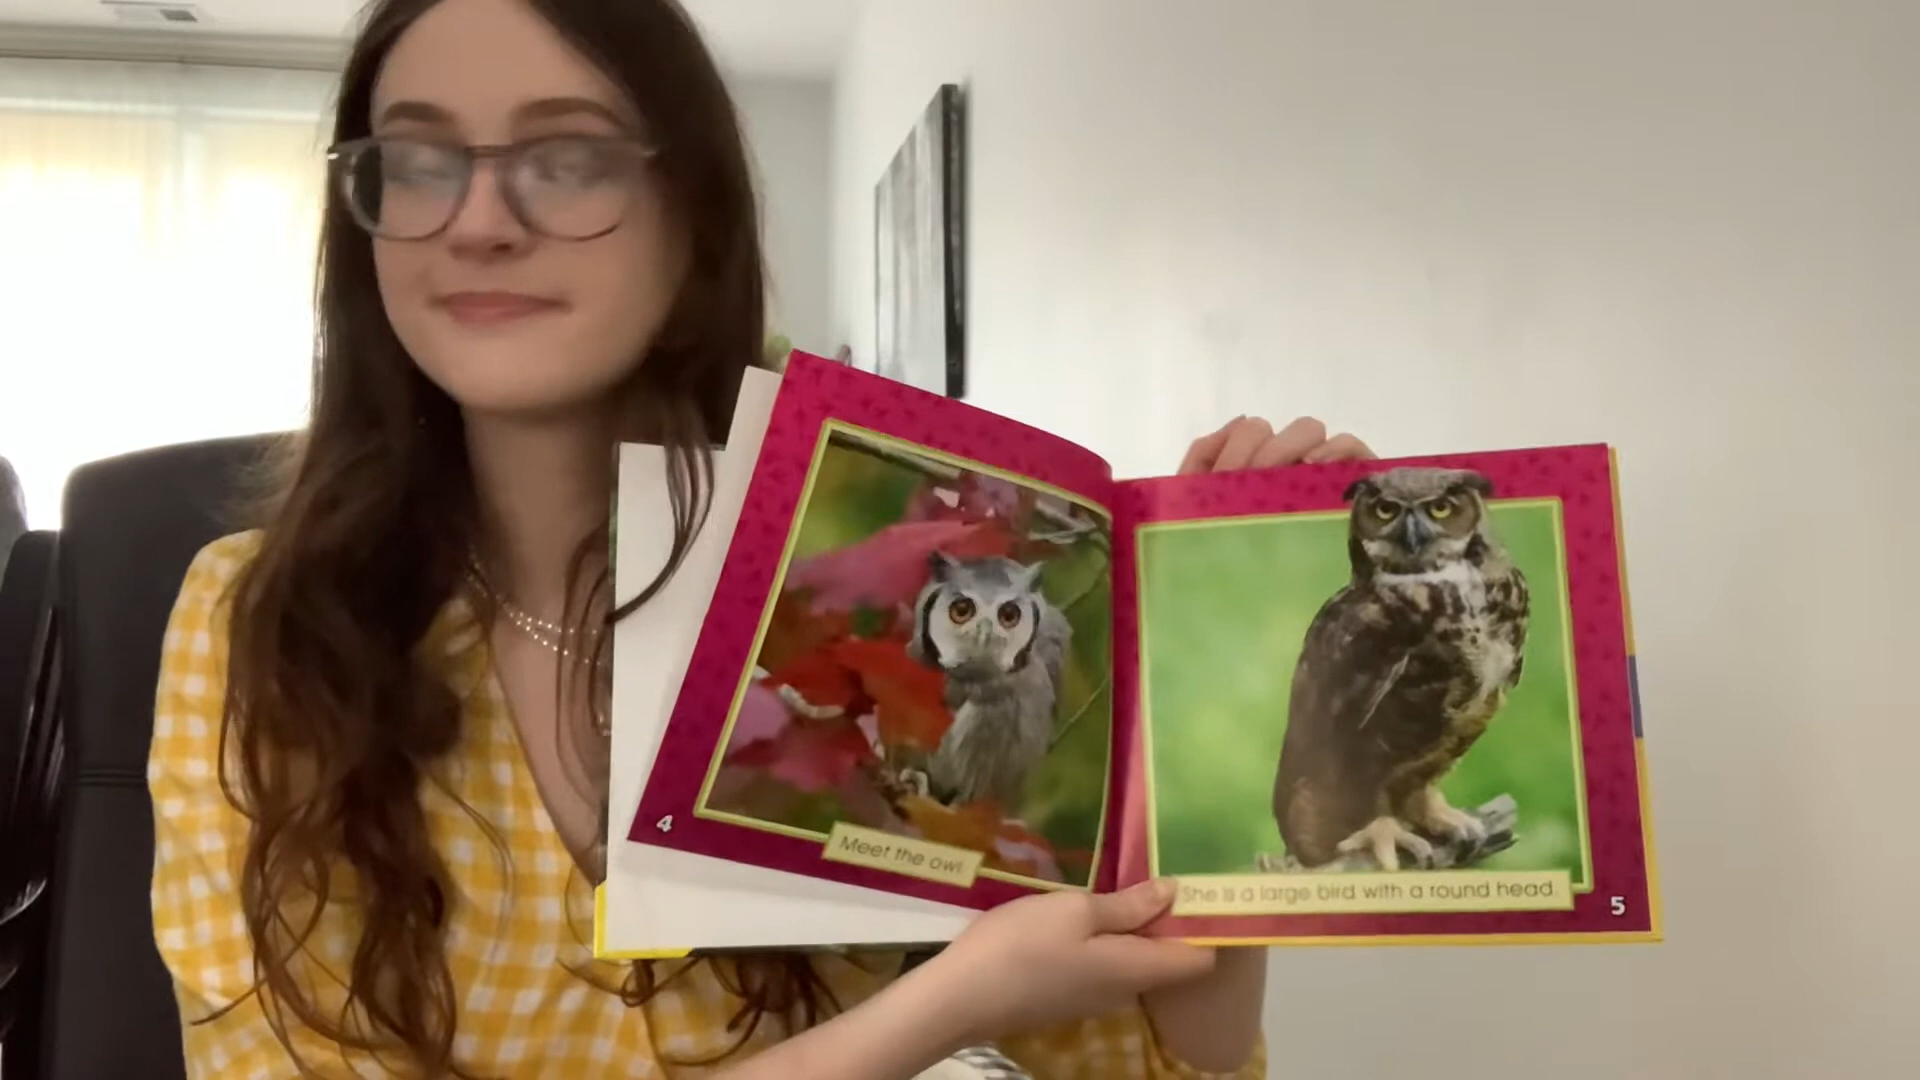 4
Meet the owl.
She is a large bird with a round head.
5